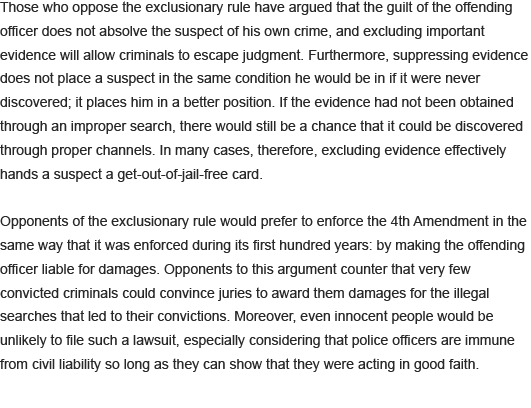 Those who oppose the exclusionary rule have argued that the guilt of the offending
officer does not absolve the suspect of his own crime, and excluding important
evidence will allow criminals to escape judgment. Furthermore, suppressing evidence
does not place a suspect in the same condition he would be in if it were never
discovered; it places him in a better position. If the evidence had not been obtained
through an improper search, there would still be a chance that it could be discovered
through proper channels. In many cases, therefore, excluding evidence effectively
hands a suspect a get-out-of-jail-free card.

Opponents of the exclusionary rule would prefer to enforce the 4th Amendment in the
same way that it was enforced during its first hundred years: by making the offending
officer liable for damages. Opponents to this argument counter that very few
convicted criminals could convince juries to award them damages for the illegal
searches that led to their convictions. Moreover, even innocent people would be
unlikely to file such a lawsuit, especially considering that police officers are immune
from civil liability so long as they can show that they were acting in good faith.